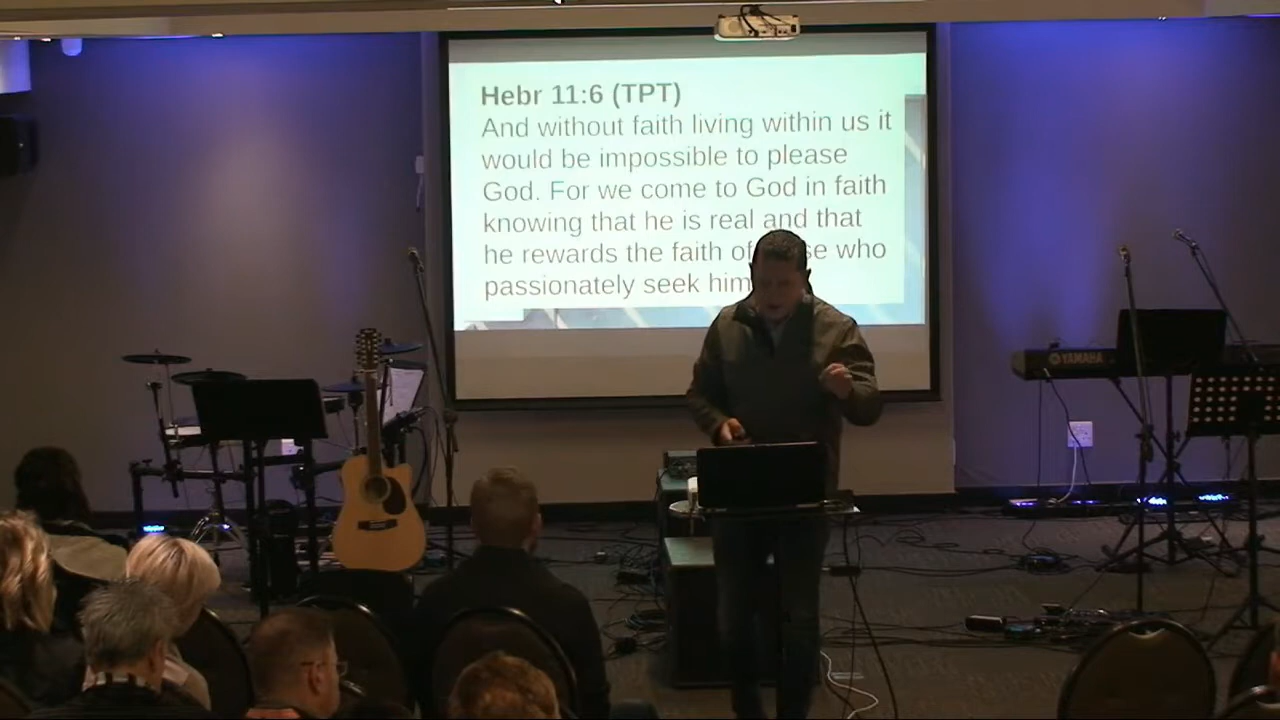 Hebr 11:6 (TPT)
And without faith living within us it
would be impossible to please
God. For we come to God in faith
knowing that he is real and that
he rewards the faith of se who
passionately seek him
YAMAHA